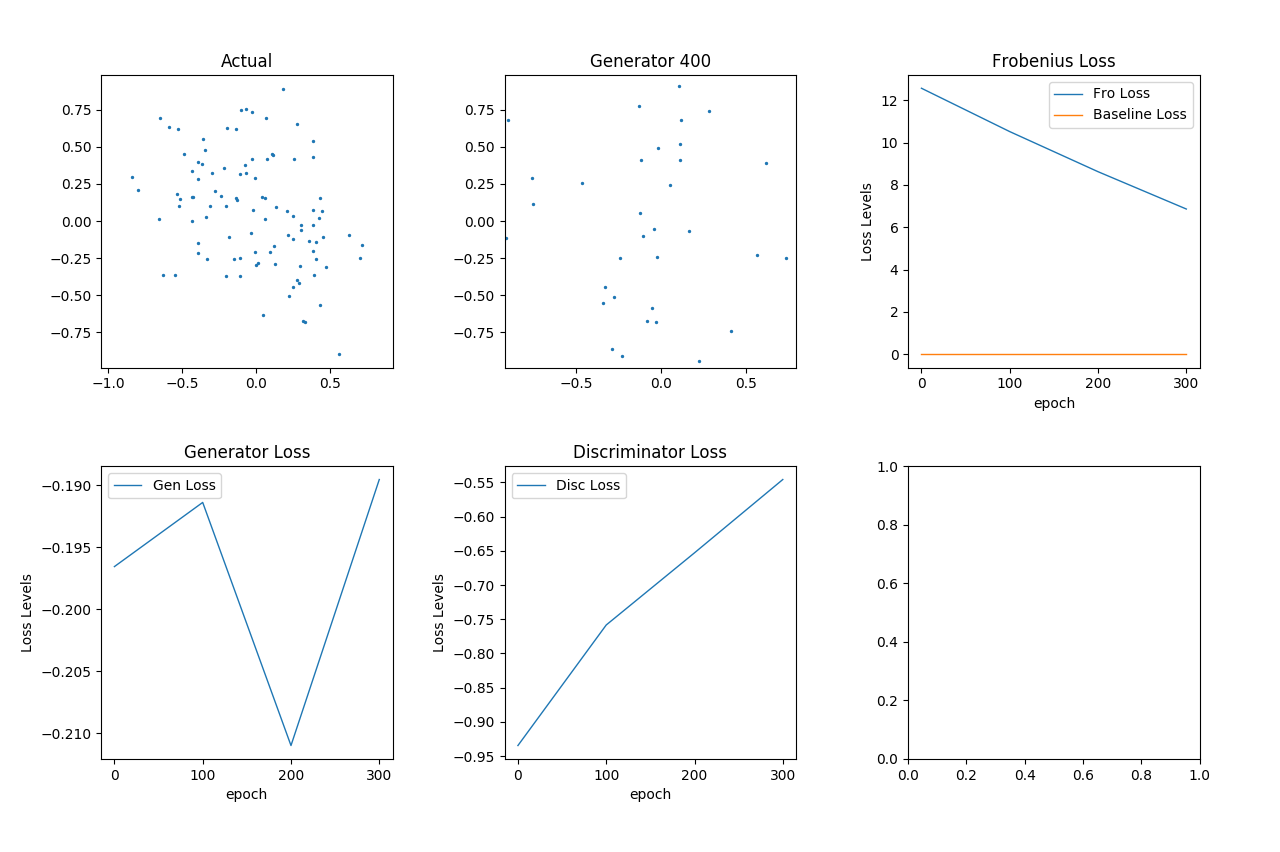 Actual
0.75
0.50
0.25
0.00
−0.25
−0.50
−0.75
−1.0 −0.5 0.0 0.5
Generator 400
0.75
0.50
0.25
0.00
−0.25
−0.50
−0.75
−0.5 0.0 0.5
Frobenius Loss
Fro Loss
Baseline Loss
Loss Levels
12
10
8
6
4
2
0
0 100 200 300
epoch
Generator Loss
Gen Loss
Loss Levels
−0.190
−0.195
−0.200
−0.205
−0.210
0 100 200 300
epoch
Discriminator Loss
Disc Loss
Loss Levels
−0.55
−0.60
−0.65
−0.70
−0.75
−0.80
−0.85
−0.90
−0.95
0 100 200 300
epoch
1.0
0.8
0.6
0.4
0.2
0.0
0.0 0.2 0.4 0.6 0.8 1.0